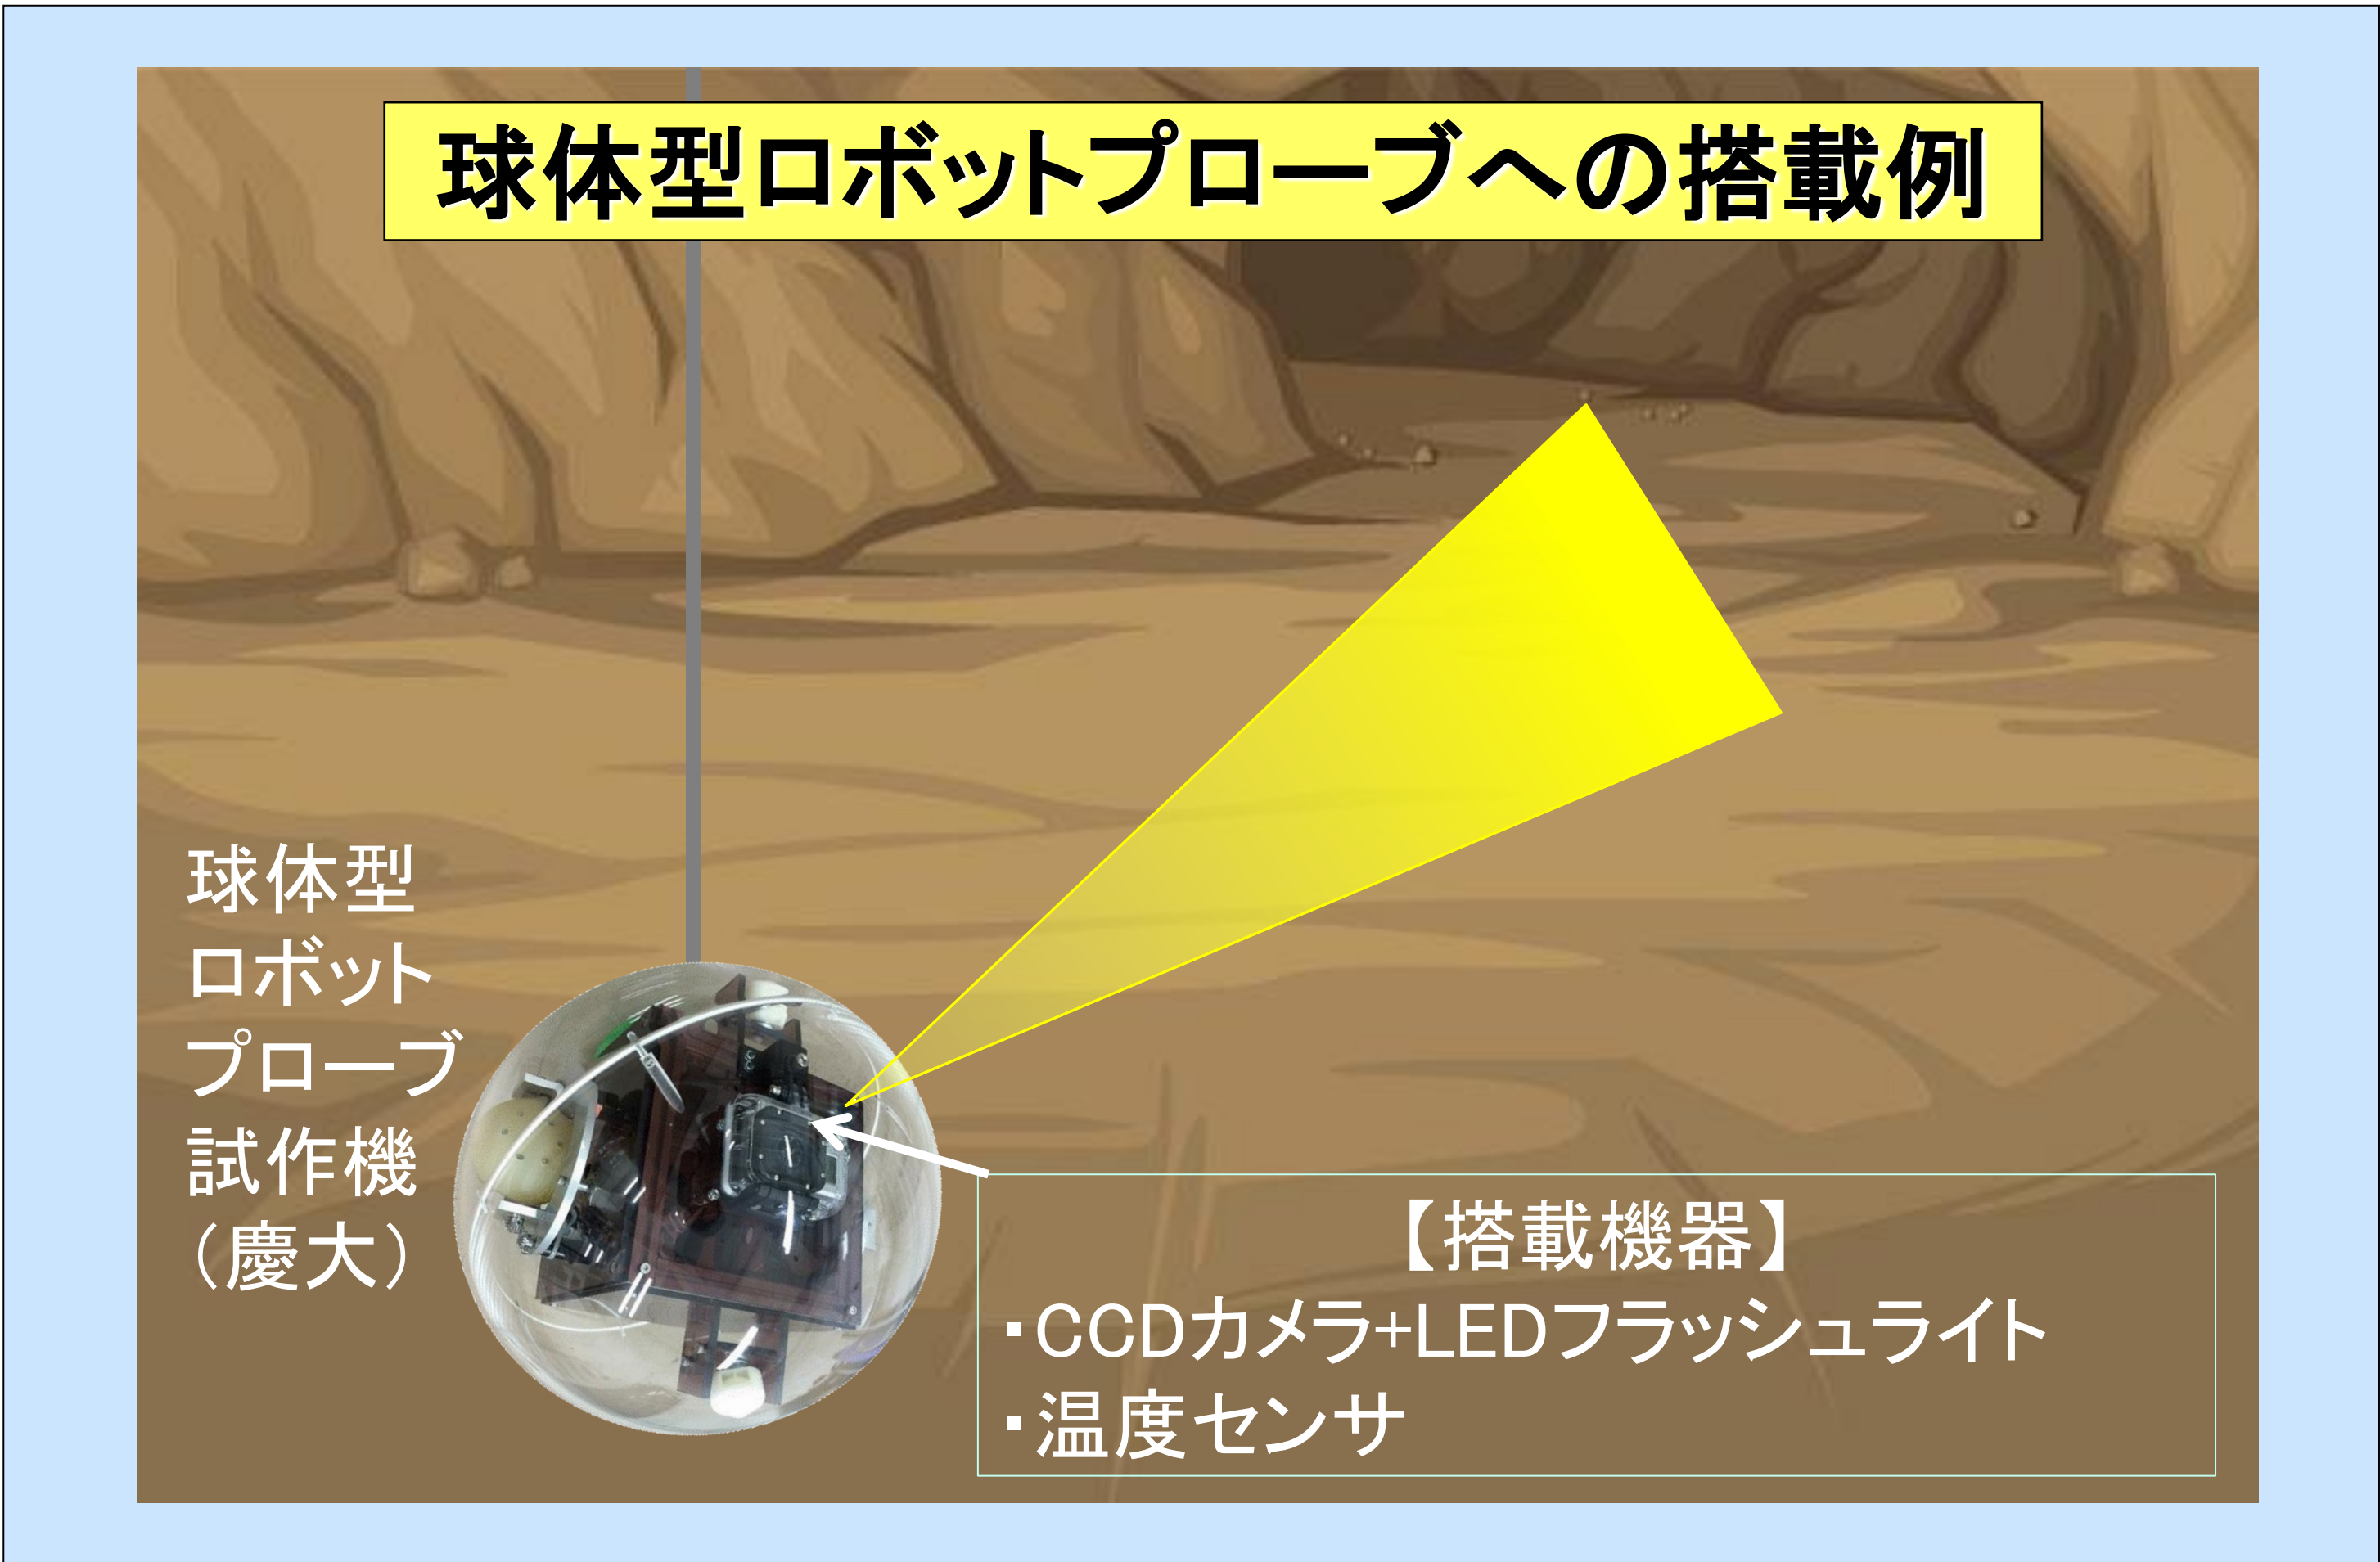 球体型ロボットプローブへの搭載例
球体型
ロボット
プローブ
試作機
（慶大）
【搭載機器】
・CCDカメラ+LEDフラッシュライト
・温度センサ